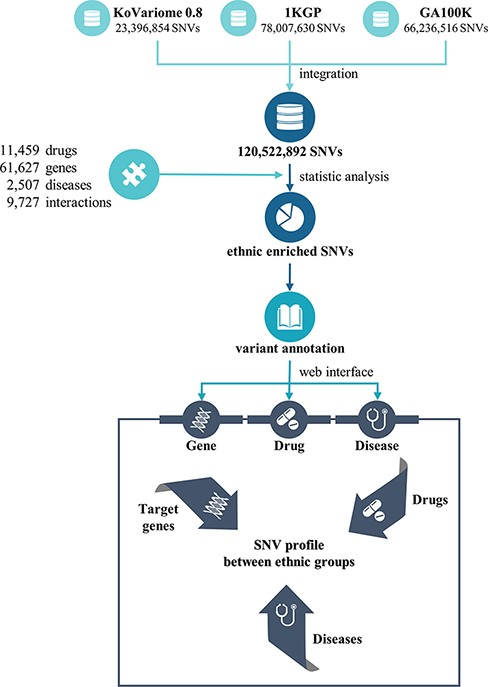 KoVariome 0.8
23,396,854 SNVs
1KGP
78,007,630 SNVs
GA100K
66,236,516 SNVs
integration
120,522,892 SNVs
11,459 drugs
61,627 genes
2,507 diseases
9,727 interactions
statistic analysis
ethnic enriched SNVs
variant annotation
web interface
Gene
Drug
Disease
Target
genes
Drugs
SNV profile
between ethnic groups
Diseases